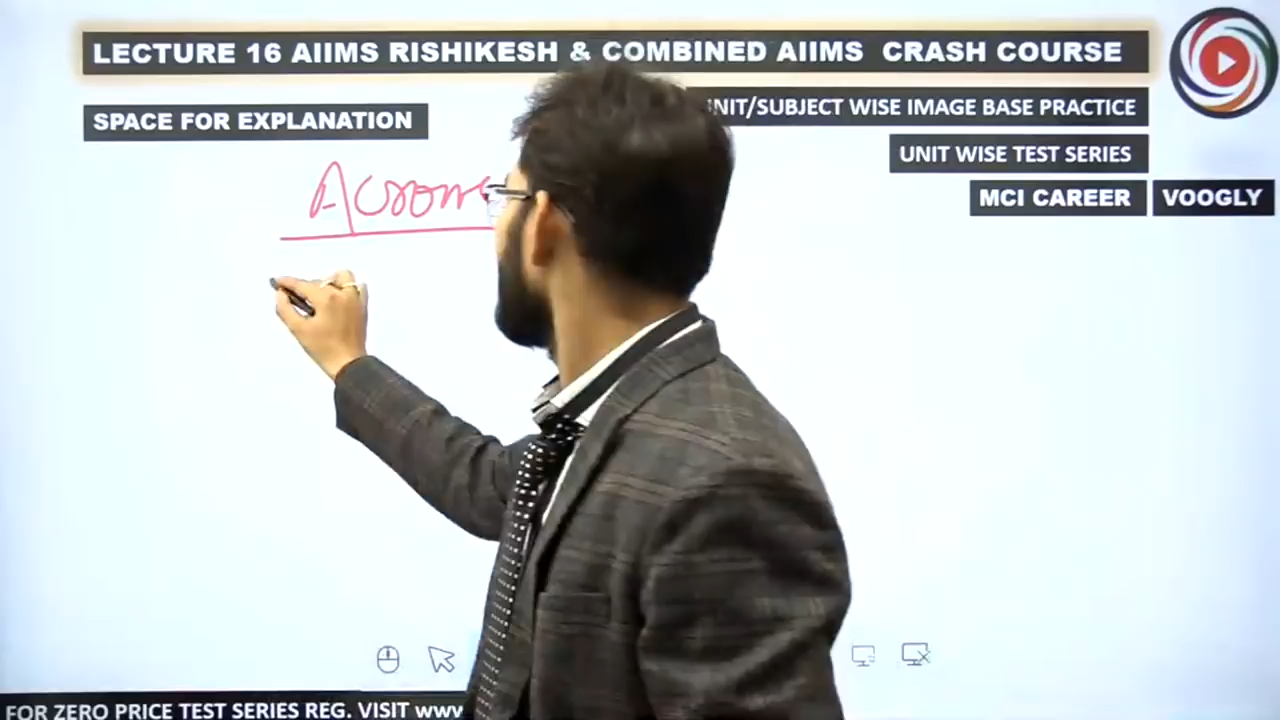 LECTURE 16 AIIMS RISHIKESH & COMBINED AIIMS CRASH COURSE
SPACE FOR EXPLANATION
UNIT/SUBJECT WISE IMAGE BASE PRACTICE
UNIT WISE TEST SERIES
MCI CAREER VOOGLY
FOR ZERO PRICE TEST SERIES REG. VISIT www